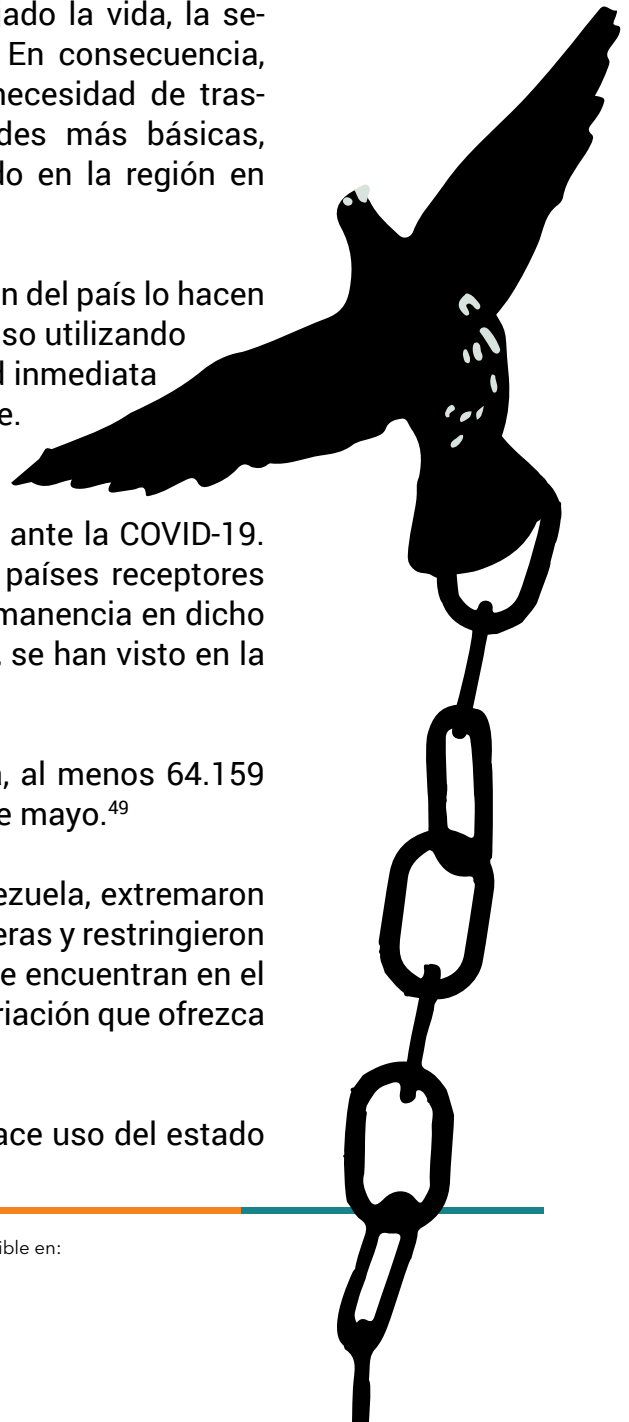 ado la vida, la se-
En consecuencia,
necesidad de tras-
des más básicas,
do en la región en
n del país lo hacen
so utilizando
inmediata
e.
ante la COVID-19.
países receptores
manencia en dicho
se han visto en la
al menos 64.159
e mayo.49
ezuela, extremaron
eras y restringieron
e encuentran en el
riación que ofrezca
ace uso del estado
ible en: